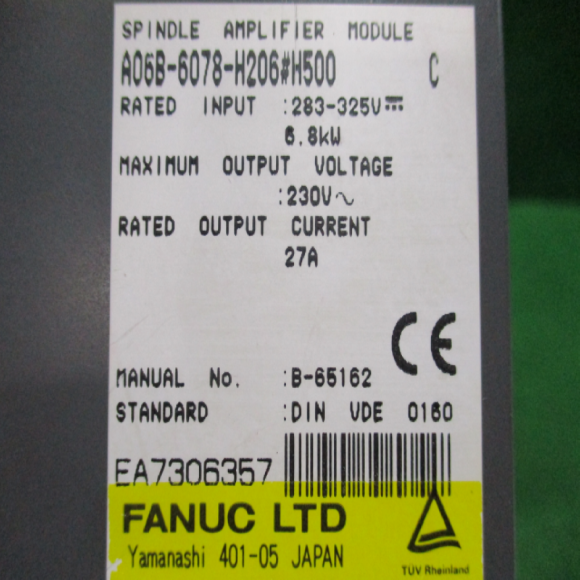 SPINDLE AMPLIFIER MODULE
A06B-6078-H206#H500 C
RATED INPUT :283-325V⎓
6.8kW
MAXIMUM OUTPUT VOLTAGE
:230V~
RATED OUTPUT CURRENT
27A
CE
MANUAL No. :B-65162
STANDARD :DIN VDE 0160
EA7306357
FANUC LTD
Yamanashi 401-05 JAPAN
TÜV Rheinland